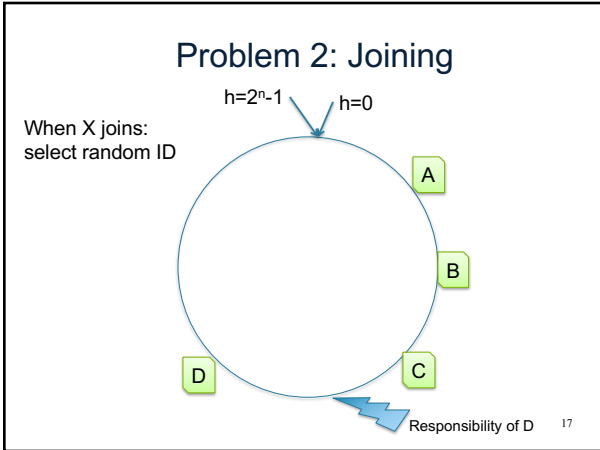 Problem 2: Joining
h=2ⁿ-1
h=0
When X joins:
select random ID
A
B
D
C
Responsibility of D
17